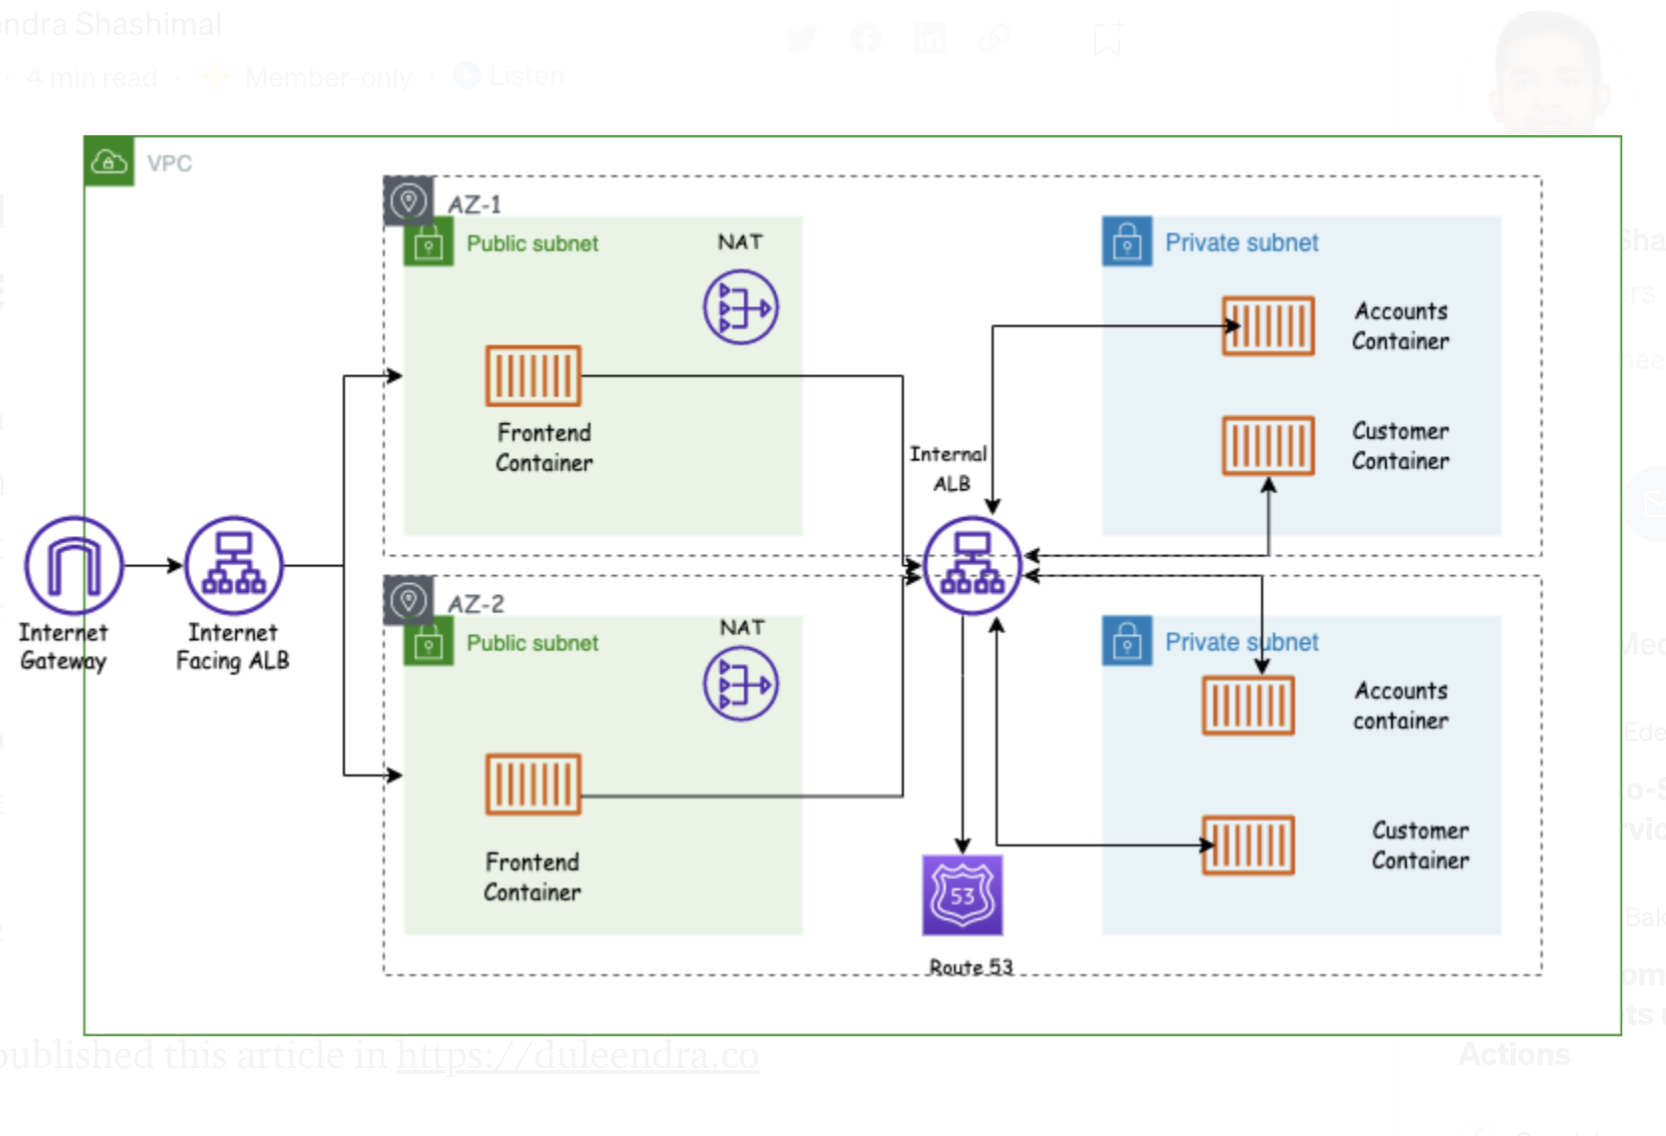 endra Shashimal
· 4 min read · Member-only · Listen
VPC
AZ-1
Public subnet
NAT
Private subnet
Accounts
Container
Frontend
Container
Customer
Container
Internal
ALB
Internet
Gateway
Internet
Facing ALB
AZ-2
Public subnet
NAT
Private subnet
Accounts
container
Frontend
Container
Customer
Container
53
Route 53
published this article in https://duleendra.co
Actions